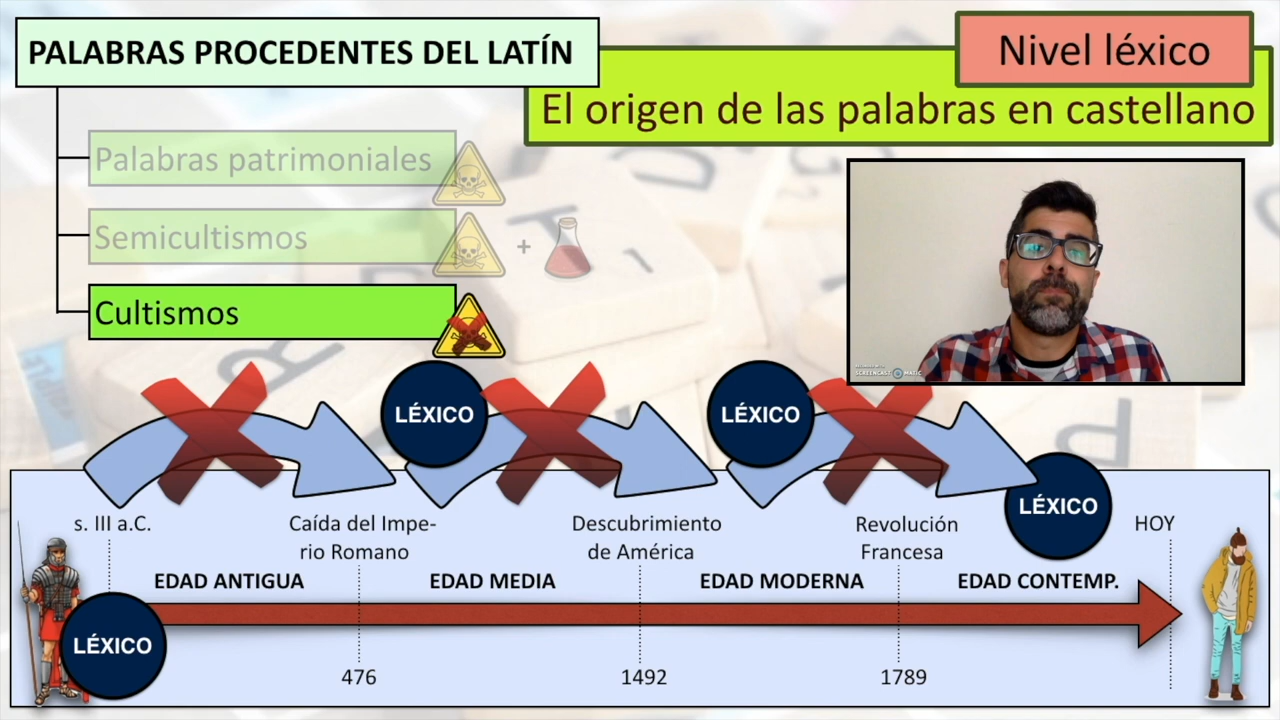 PALABRAS PROCEDENTES DEL LATÍN
Nivel léxico
El origen de las palabras en castellano
Palabras patrimoniales
Semicultismos
+
Cultismos
SCREENCAST MATIC
LÉXICO
LÉXICO
LÉXICO
s. III a.C.
Caída del Impe-
rio Romano
Descubrimiento
de América
Revolución
Francesa
HOY
EDAD ANTIGUA
EDAD MEDIA
EDAD MODERNA
EDAD CONTEMP.
LÉXICO
476
1492
1789